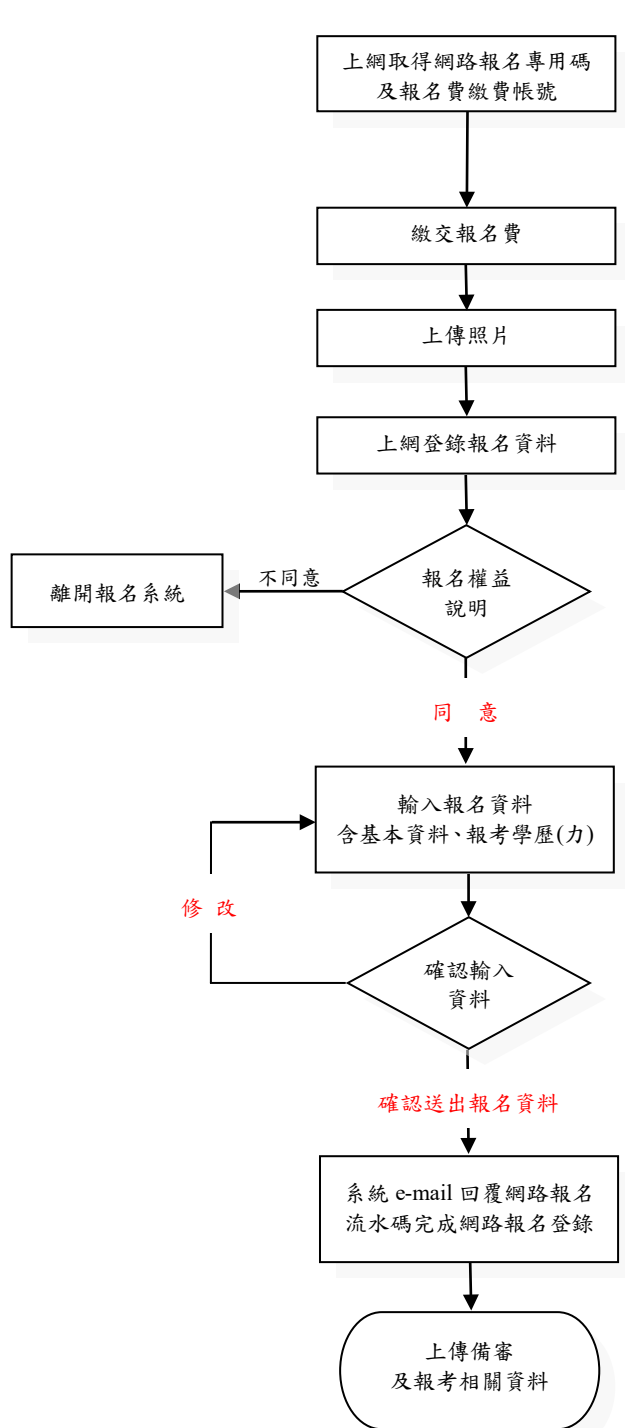 上網取得網路報名專用碼
及報名費繳費帳號
繳交報名費
上傳照片
上網登錄報名資料
報名權益
說明
不同意
離開報名系統
同 意
輸入報名資料
含基本資料、報考學歷(力)
修 改
確認輸入
資料
確認送出報名資料
系統 e-mail 回覆網路報名
流水碼完成網路報名登錄
上傳備審
及報考相關資料